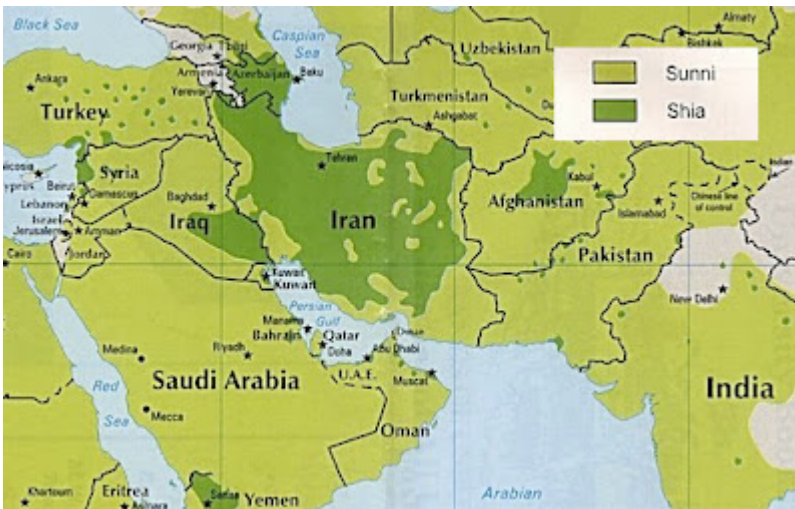 Black Sea
Georgia
Tbilisi
Caspian
Sea
Almaty
Bishkek
Uzbekistan
Sunni
Shia
Armenia
Yerevan
Azerbaijan
Baku
Ankara
Turkey
Turkmenistan
Ashgabat
Nicosia
Cyprus
Syria
Beirut
Damascus
Lebanon
Israel
Jerusalem
Amman
Jordan
Cairo
Baghdad
Iraq
Tehran
Iran
Kabul
Afghanistan
Islamabad
Indian
Chinese line
of control
Pakistan
Kuwait
Kuwait
New Delhi
Persian
Gulf
Manama
Bahrain
Qatar
Doha
Oman
Abu Dhabi
U.A.E.
Medina
Riyadh
Saudi Arabia
Muscat
India
Red
Sea
Mecca
Oman
Khartoum
Eritrea
Asmara
Yemen
Arabian